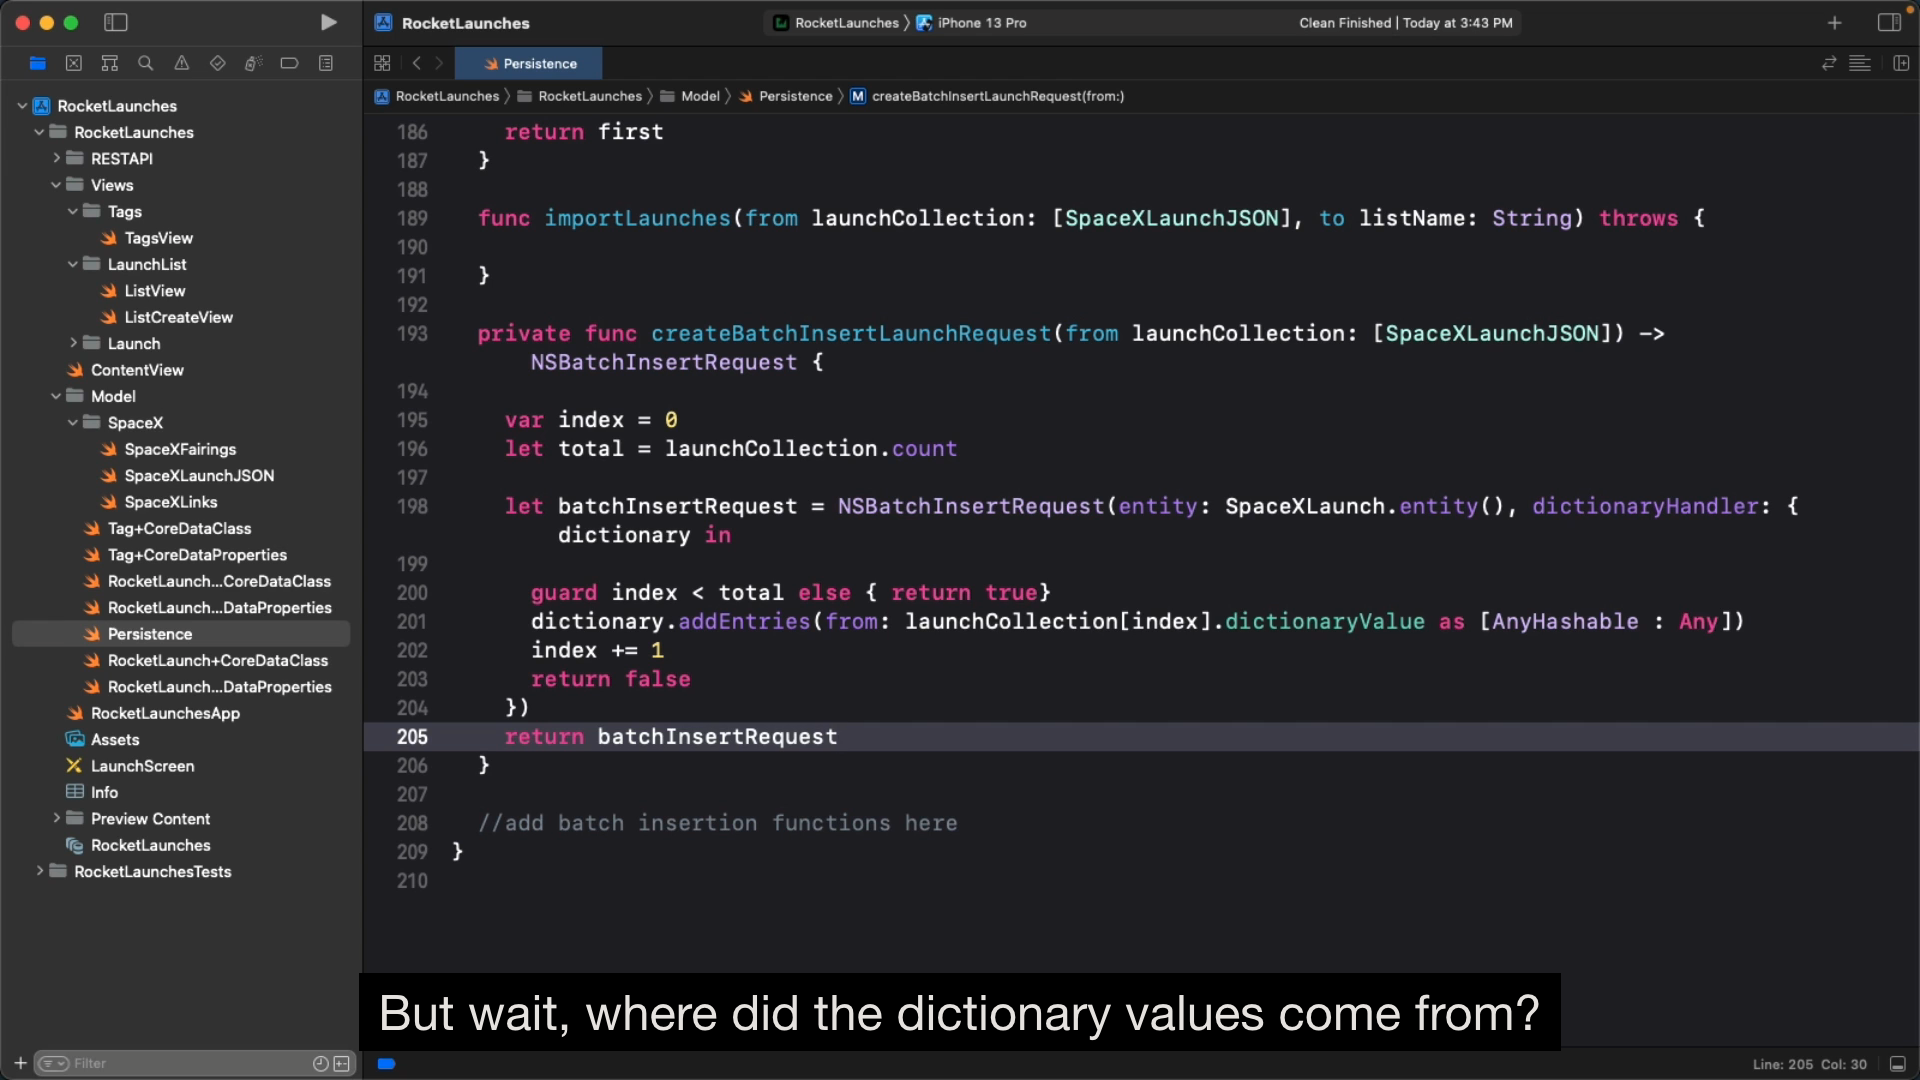 RocketLaunches
RocketLaunches
iPhone 13 Pro
Clean Finished | Today at 3:43 PM
Persistence
RocketLaunches
RocketLaunches
Model
Persistence
M
createBatchInsertLaunchRequest(from:)
RocketLaunches
RocketLaunches
RESTAPI
Views
Tags
TagsView
LaunchList
ListView
ListCreateView
Launch
ContentView
Model
SpaceX
SpaceXFairings
SpaceXLaunchJSON
SpaceXLinks
Tag+CoreDataClass
Tag+CoreDataProperties
RocketLaunch...CoreDataClass
RocketLaunch...DataProperties
Persistence
RocketLaunch+CoreDataClass
RocketLaunch...DataProperties
RocketLaunchesApp
Assets
LaunchScreen
Info
Preview Content
RocketLaunches
RocketLaunchesTests
Filter
186 return first
187 }
188
189 func importLaunches(from launchCollection: [SpaceXLaunchJSON], to listName: String) throws {
190
191 }
192
193 private func createBatchInsertLaunchRequest(from launchCollection: [SpaceXLaunchJSON]) ->
NSBatchInsertRequest {
194
195 var index = 0
196 let total = launchCollection.count
197
198 let batchInsertRequest = NSBatchInsertRequest(entity: SpaceXLaunch.entity(), dictionaryHandler: {
dictionary in
199
200 guard index < total else { return true}
201 dictionary.addEntries(from: launchCollection[index].dictionaryValue as [AnyHashable : Any])
202 index += 1
203 return false
204 })
205 return batchInsertRequest
206 }
207
208 //add batch insertion functions here
209 }
210
But wait, where did the dictionary values come from?
Line: 205 Col: 30